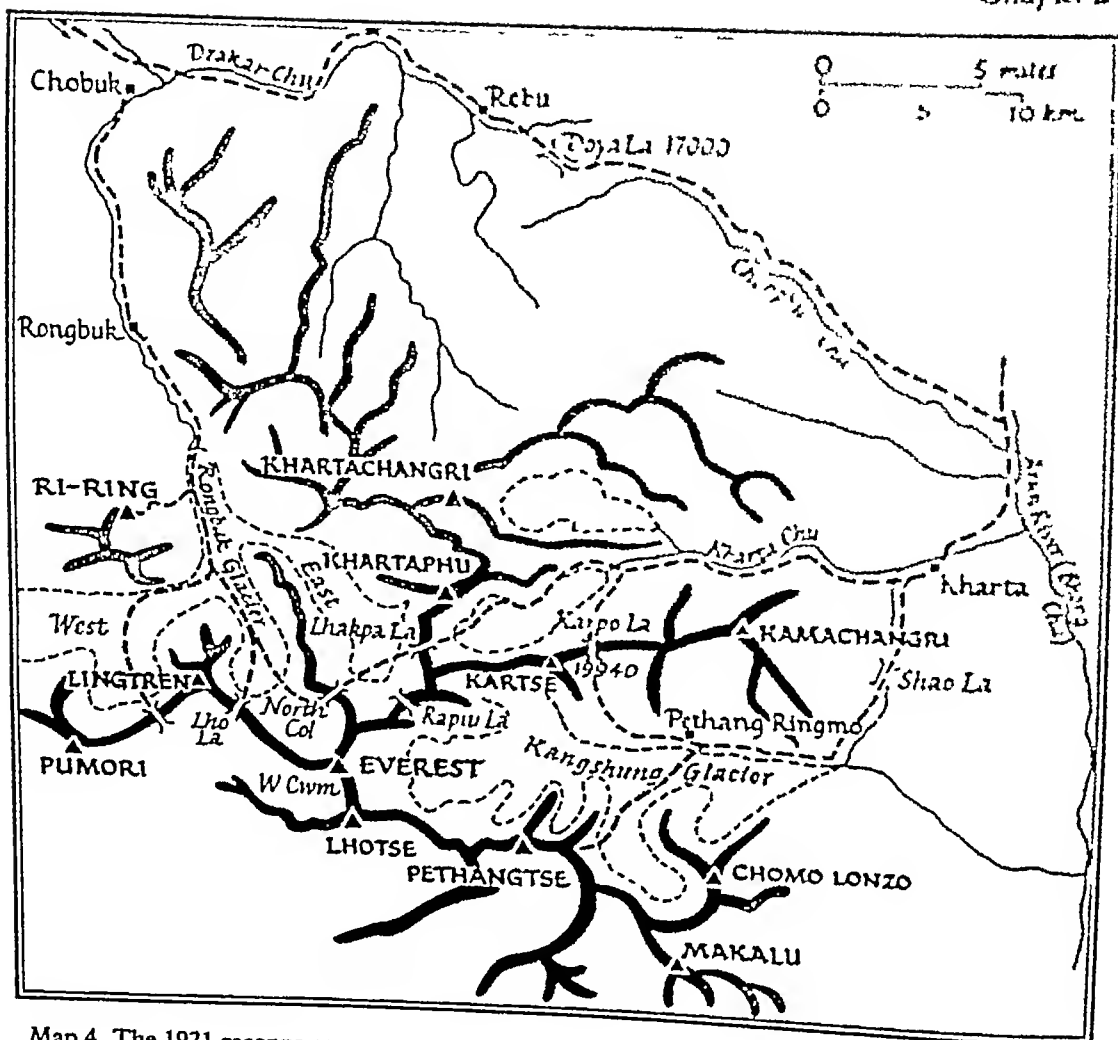 Chobuk
Drakar Chu
Rebu
0 5 miles
0 5 10 km.
Doya La 17000
Chu
Rongbuk
KHARTACHANGRI
RI-RING
Rongbuk Glacier
KHARTAPHU
East
Kharta Chu
Kharta
West
Lhakpa La
Karpo La
KAMACHANGRI
LINGTREN
KARTSE
19940
Shao La
Lho La
North Col
Rapiu La
Pethang Ringmo
PUMORI
EVEREST
Kangshung Glacier
W Cwm
LHOTSE
PETHANGTSE
CHOMO LONZO
MAKALU
Map 4 The 1921